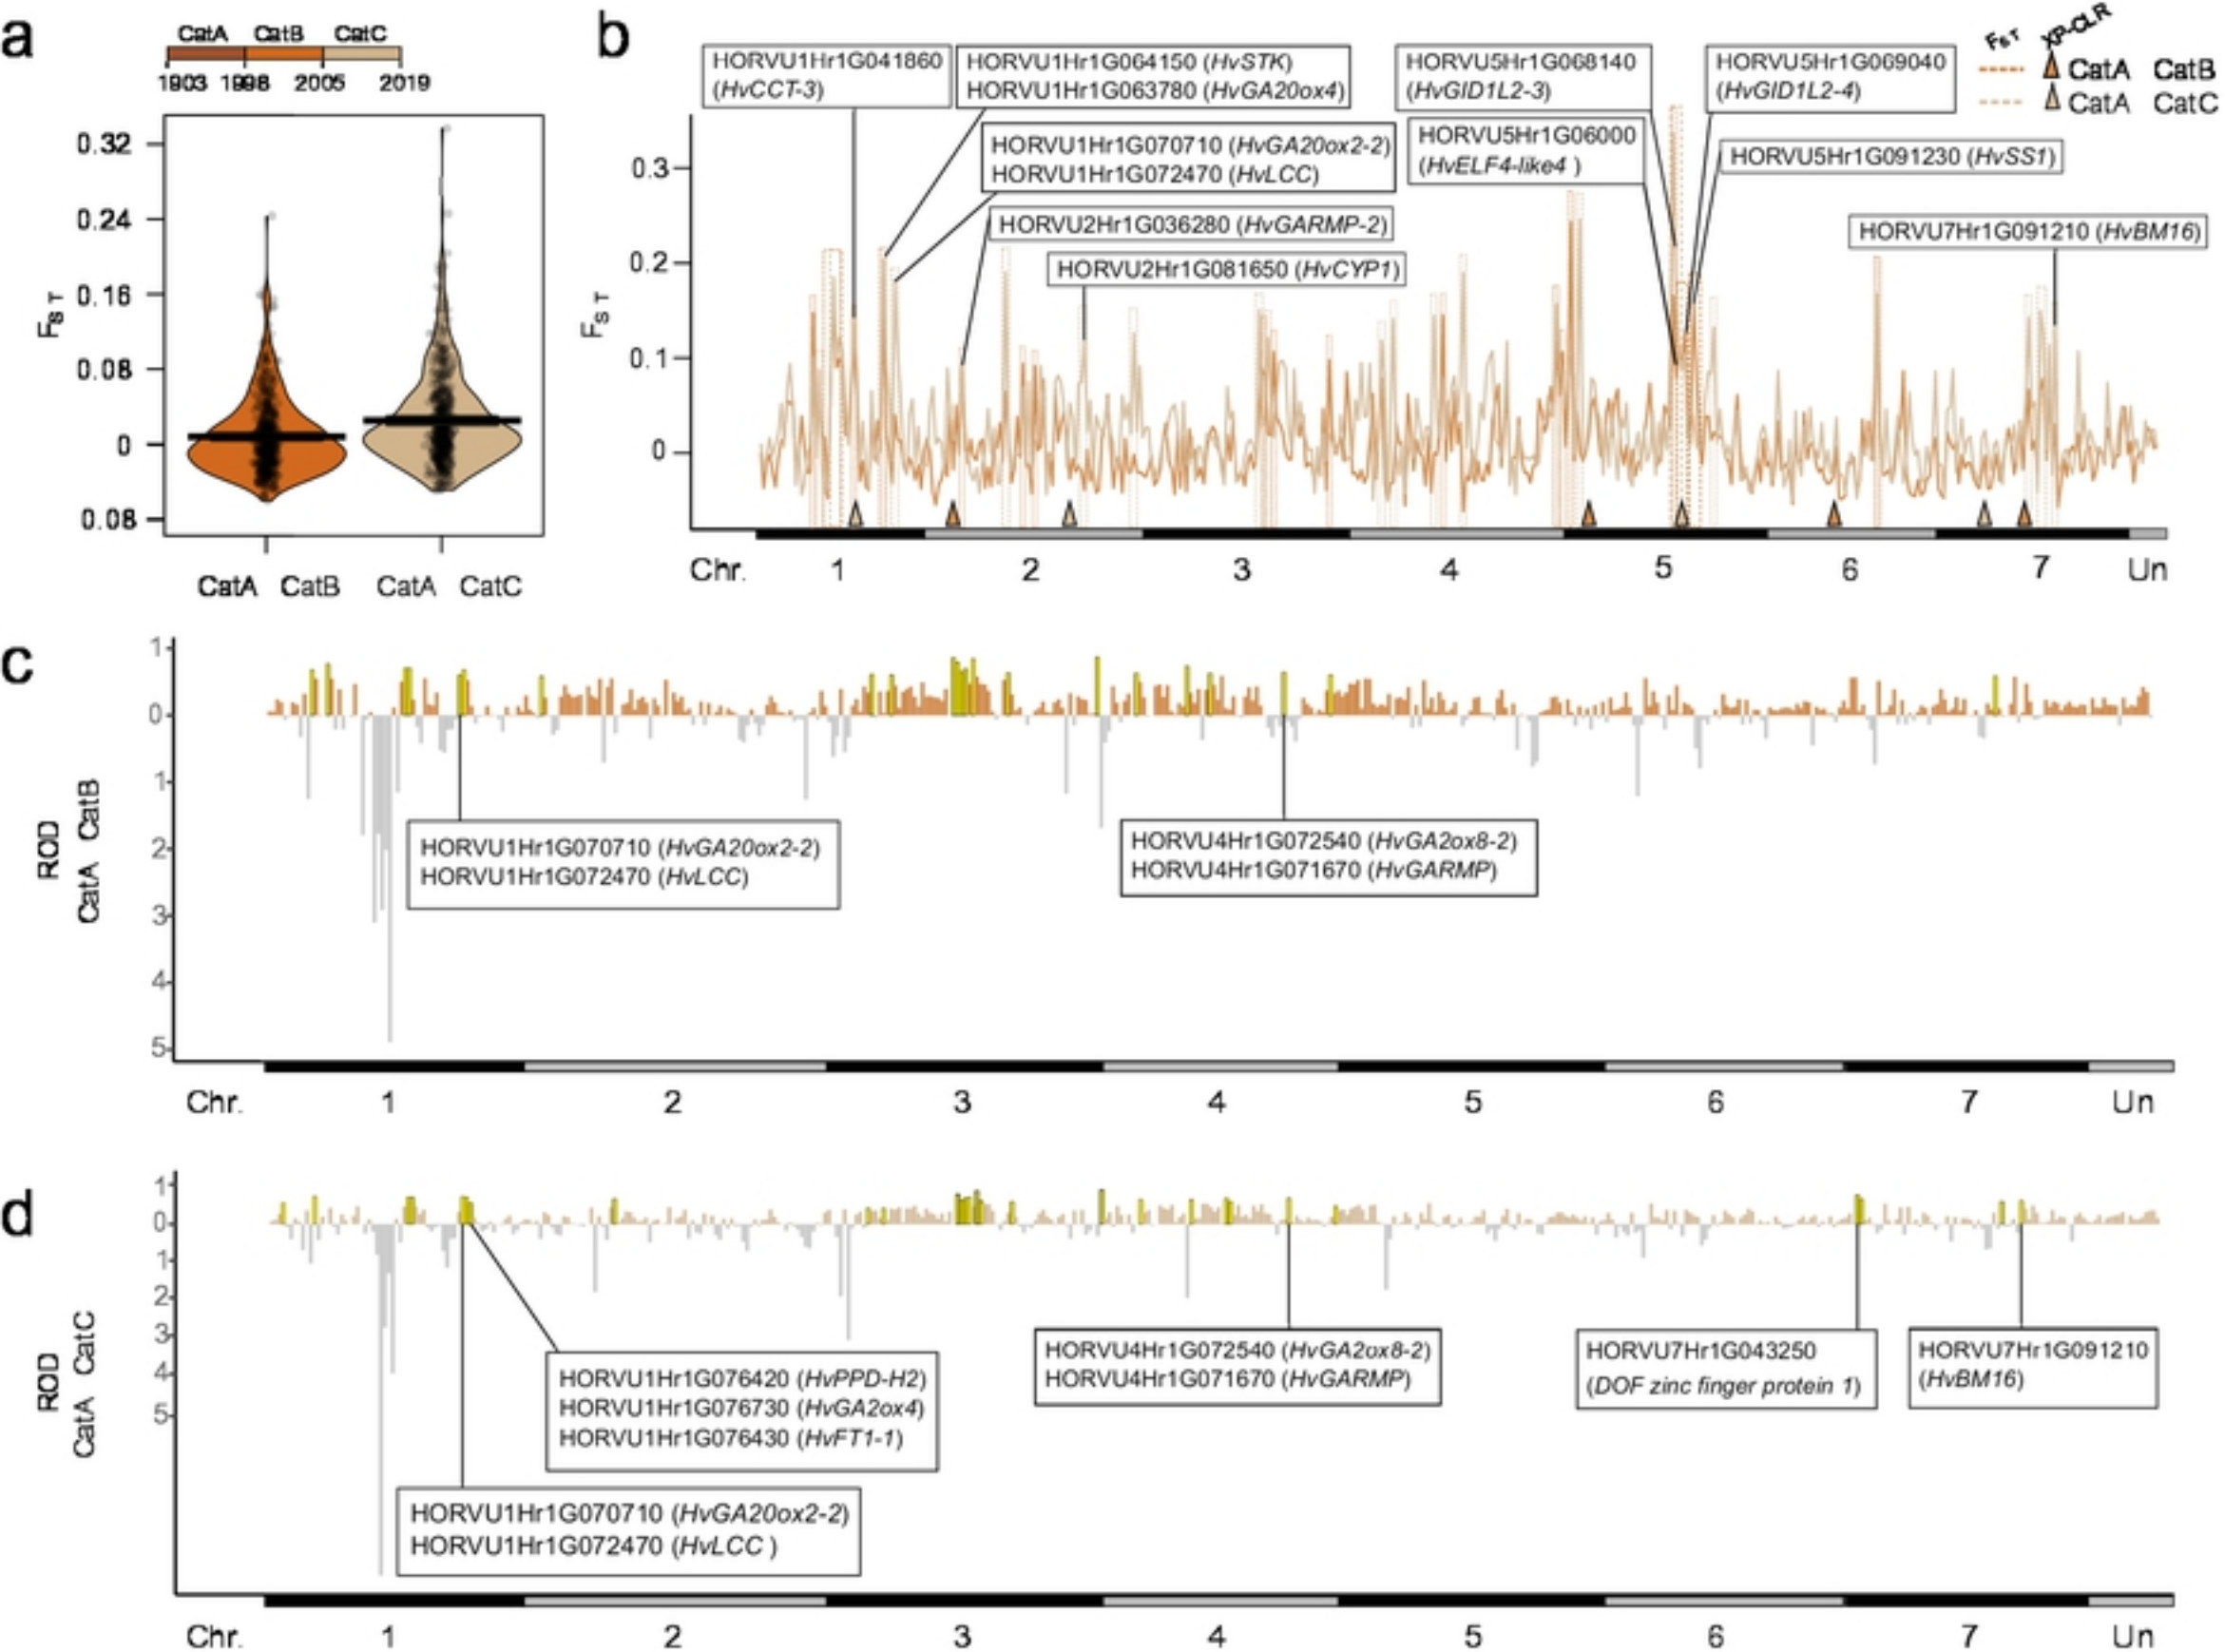 a
CatA CatB CatC
1903 1998 2005 2019
0.32
0.24
0.16
0.08
0
0.08
FST
CatA CatB CatA CatC
b
HORVU1Hr1G041860
(HvCCT-3)
HORVU1Hr1G064150 (HvSTK)
HORVU1Hr1G063780 (HvGA20ox4)
HORVU1Hr1G070710 (HvGA20ox2-2)
HORVU1Hr1G072470 (HvLCC)
HORVU2Hr1G036280 (HvGARMP-2)
HORVU2Hr1G081650 (HvCYP1)
HORVU5Hr1G068140
(HvGID1L2-3)
HORVU5Hr1G06000
(HvELF4-like4 )
HORVU5Hr1G069040
(HvGID1L2-4)
HORVU5Hr1G091230 (HvSS1)
HORVU7Hr1G091210 (HvBM16)
FST XP-CLR
CatA CatB
CatA CatC
0.3
0.2
0.1
0
FST
Chr. 1 2 3 4 5 6 7 Un
c
1
0
1
2
3
4
5
ROD
CatA CatB
HORVU1Hr1G070710 (HvGA20ox2-2)
HORVU1Hr1G072470 (HvLCC)
HORVU4Hr1G072540 (HvGA2ox8-2)
HORVU4Hr1G071670 (HvGARMP)
Chr. 1 2 3 4 5 6 7 Un
d
1
0
1
2
3
4
5
ROD
CatA CatC
HORVU1Hr1G076420 (HvPPD-H2)
HORVU1Hr1G076730 (HvGA2ox4)
HORVU1Hr1G076430 (HvFT1-1)
HORVU1Hr1G070710 (HvGA20ox2-2)
HORVU1Hr1G072470 (HvLCC )
HORVU4Hr1G072540 (HvGA2ox8-2)
HORVU4Hr1G071670 (HvGARMP)
HORVU7Hr1G043250
(DOF zinc finger protein 1)
HORVU7Hr1G091210
(HvBM16)
Chr. 1 2 3 4 5 6 7 Un